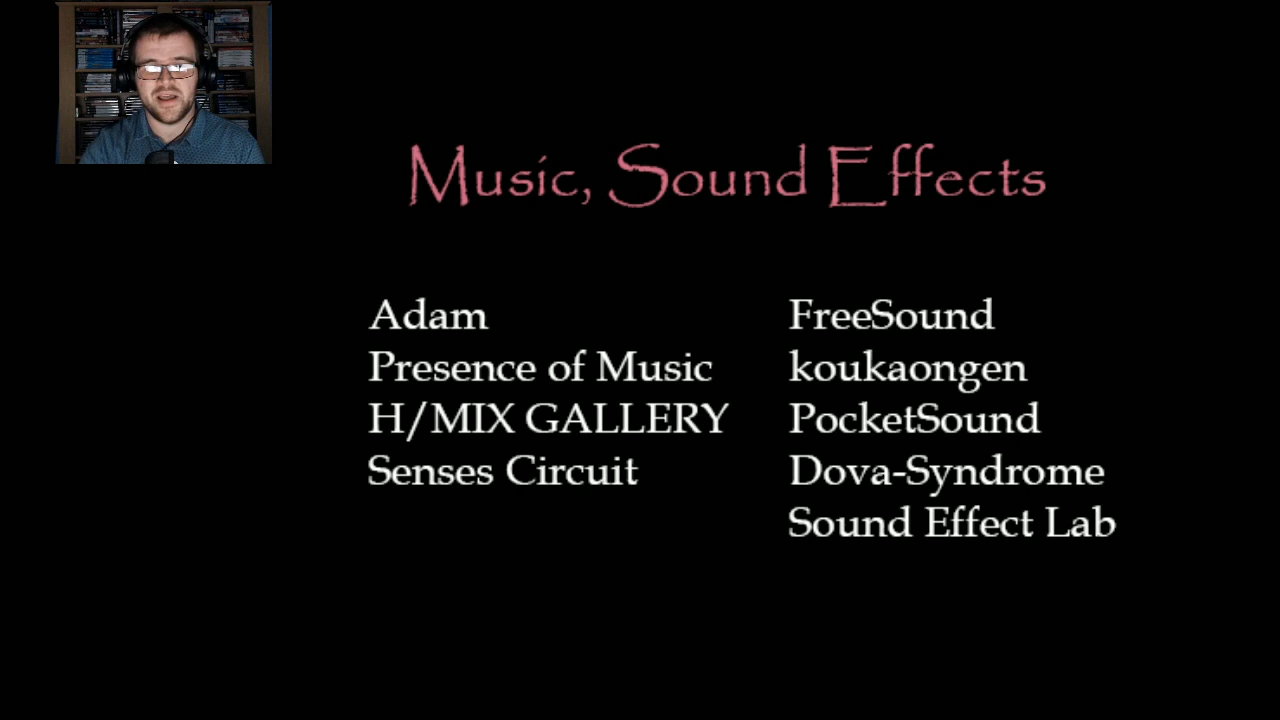 Music, Sound Effects
Adam
Presence of Music
H/MIX GALLERY
Senses Circuit
FreeSound
koukaongen
PocketSound
Dova-Syndrome
Sound Effect Lab